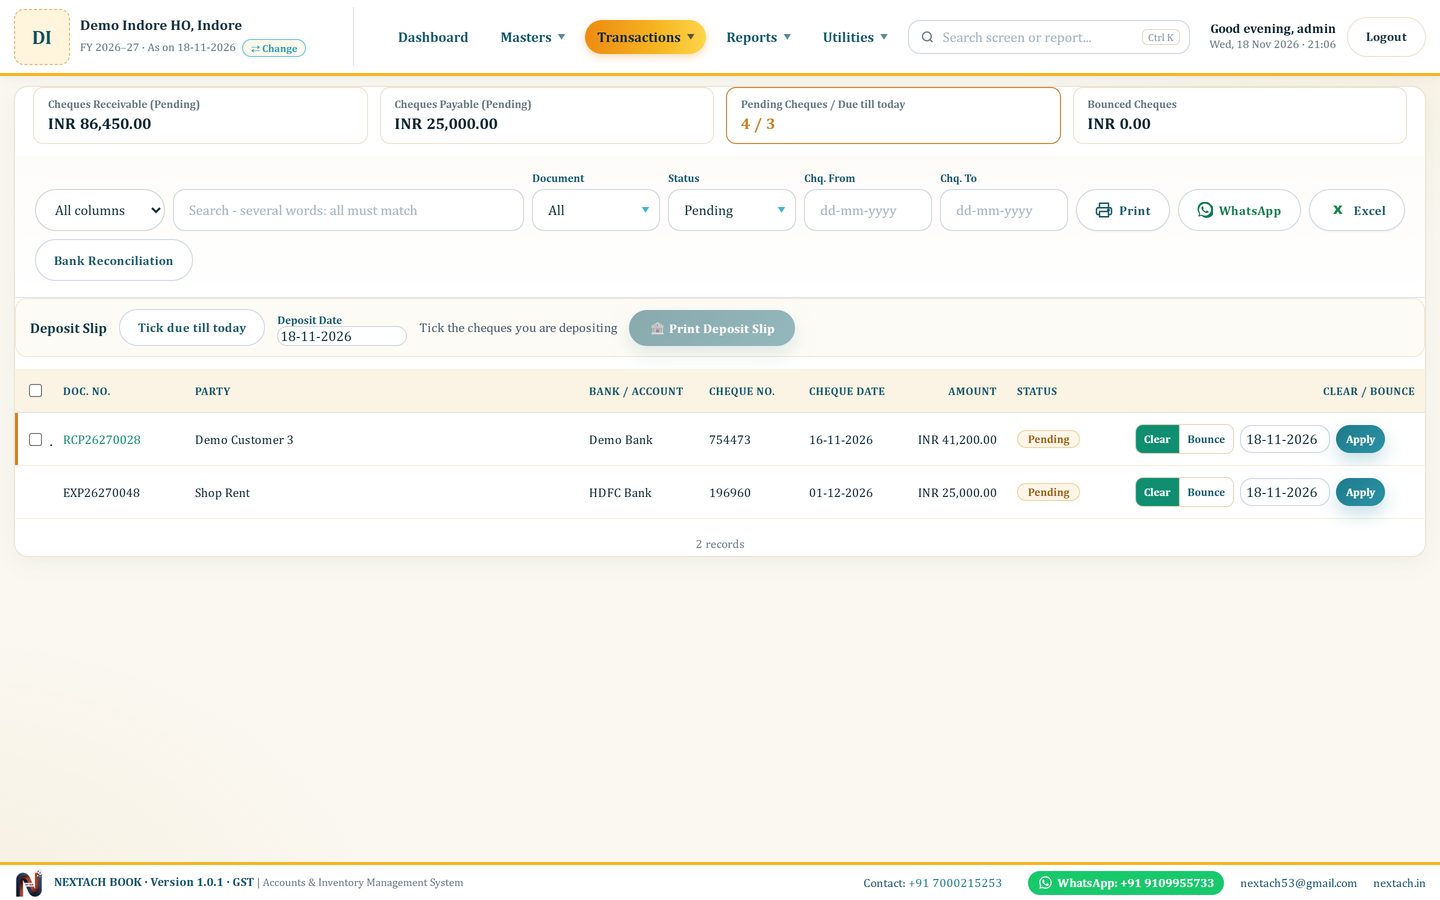 DI
Demo Indore HO, Indore
FY 2026–27 · As on 18-11-2026 ⇄ Change
Dashboard Masters ▼ Transactions ▼ Reports ▼ Utilities ▼
Search screen or report... Ctrl K
Good evening, admin
Wed, 18 Nov 2026 · 21:06
Logout
Cheques Receivable (Pending)
INR 86,450.00
Cheques Payable (Pending)
INR 25,000.00
Pending Cheques / Due till today
4 / 3
Bounced Cheques
INR 0.00
Document Status Chq. From Chq. To
All columns Search - several words: all must match All ▼ Pending ▼ dd-mm-yyyy dd-mm-yyyy Print WhatsApp X Excel
Bank Reconciliation
Deposit Slip Tick due till today
Deposit Date
18-11-2026
Tick the cheques you are depositing Print Deposit Slip
DOC. NO. PARTY BANK / ACCOUNT CHEQUE NO. CHEQUE DATE AMOUNT STATUS CLEAR / BOUNCE
. RCP26270028 Demo Customer 3 Demo Bank 754473 16-11-2026 INR 41,200.00 Pending Clear Bounce 18-11-2026 Apply
EXP26270048 Shop Rent HDFC Bank 196960 01-12-2026 INR 25,000.00 Pending Clear Bounce 18-11-2026 Apply
2 records
N NEXTACH BOOK · Version 1.0.1 · GST | Accounts & Inventory Management System
Contact: +91 7000215253 WhatsApp: +91 9109955733 nextach53@gmail.com nextach.in